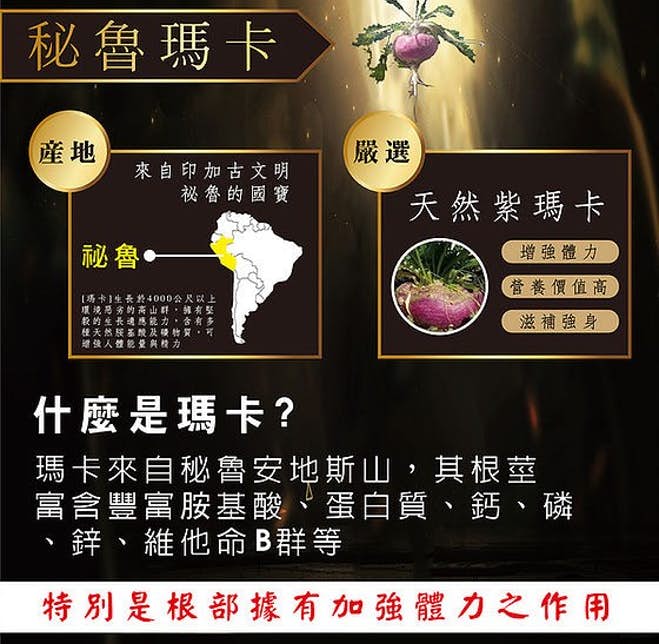 秘魯瑪卡
產地
來自印加古文明
祕魯的國寶
祕魯
[瑪卡]生長於4000公尺以上
環境惡劣的高山群，擁有堅
毅的生長適應能力，含有多
種天然胺基酸及礦物質，可
增強人體能量與精力
嚴選
天然紫瑪卡
增強體力
營養價值高
滋補強身
什麼是瑪卡？
瑪卡來自秘魯安地斯山，其根莖
富含豐富胺基酸、蛋白質、鈣、磷
、鋅、維他命B群等
特別是根部據有加強體力之作用